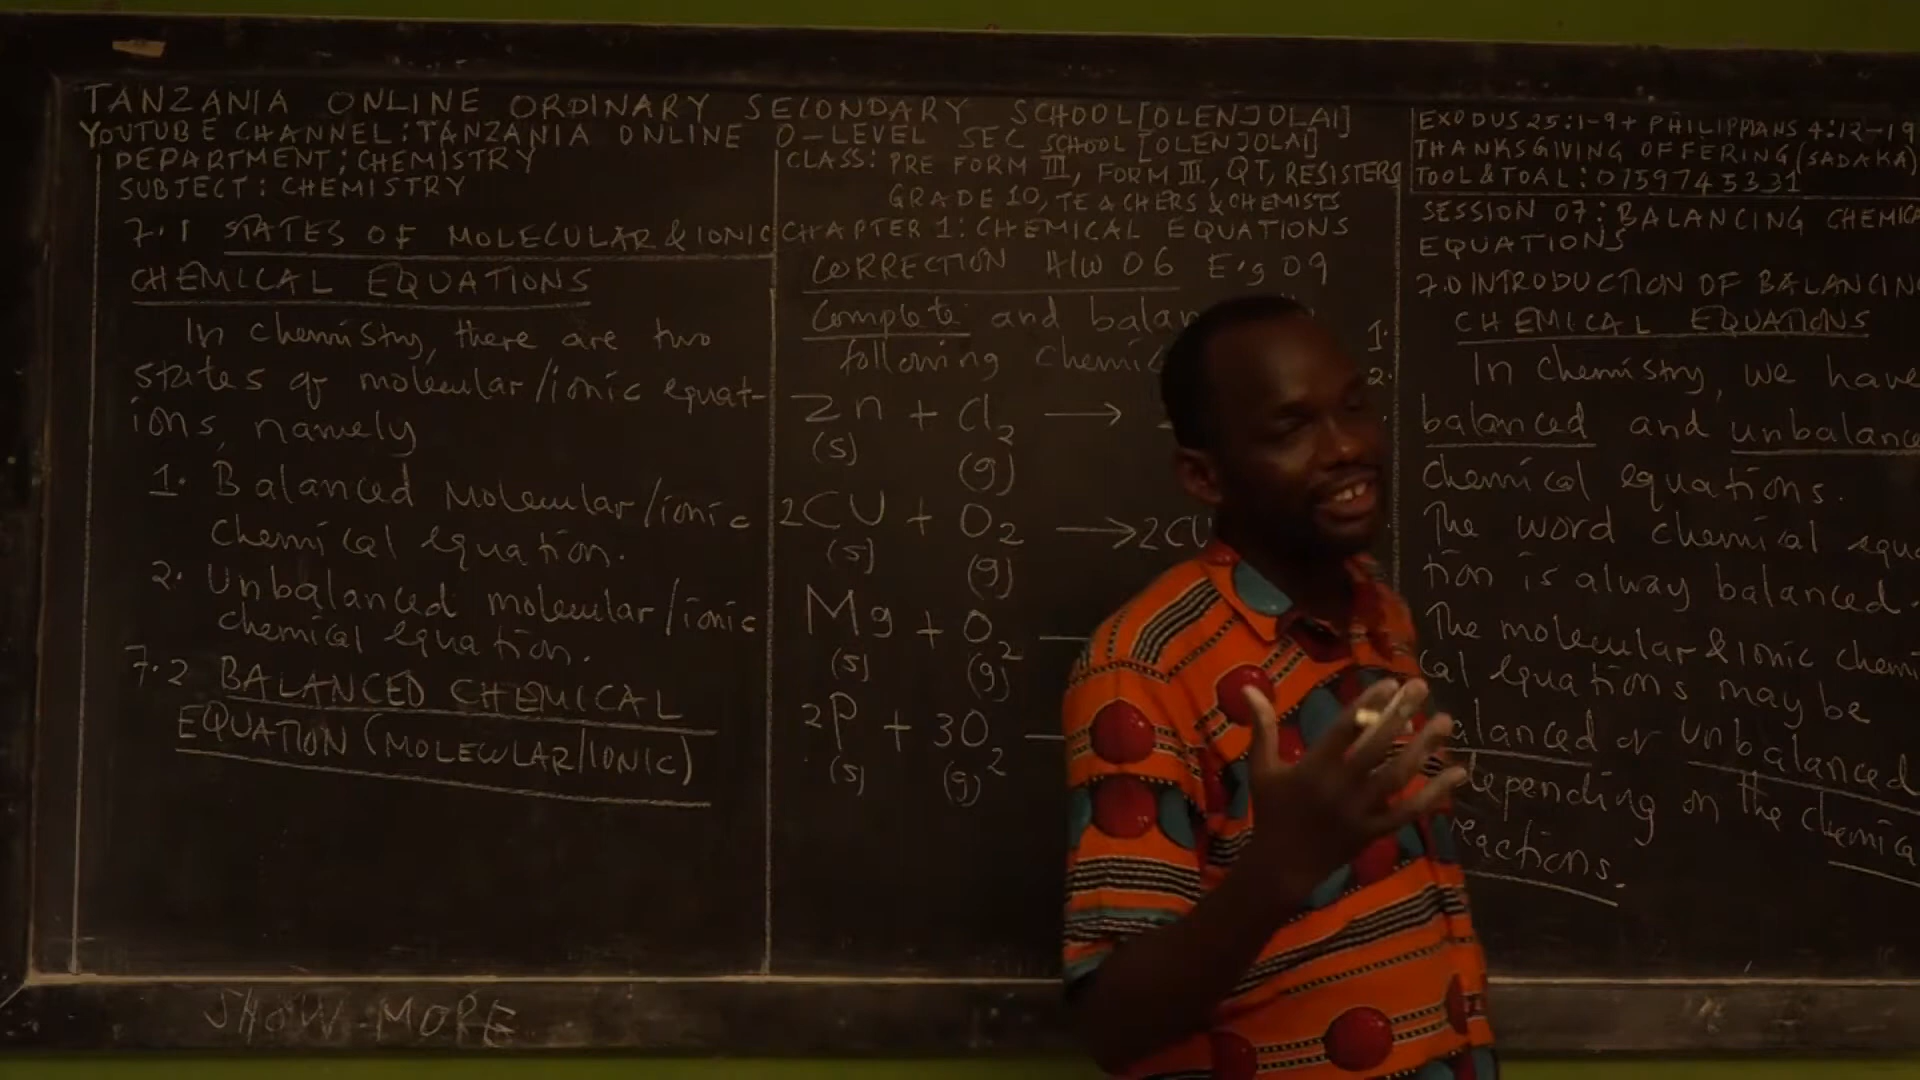 TANZANIA ONLINE ORDINARY SECONDARY SCHOOL [OLENJOLAI]
YOUTUBE CHANNEL: TANZANIA ONLINE O-LEVEL SEC SCHOOL [OLENJOLAI]
DEPARTMENT: CHEMISTRY
SUBJECT: CHEMISTRY
7.1 STATES OF MOLECULAR & IONIC
CHEMICAL EQUATIONS
In chemistry, there are two
states of molecular/ionic equat-
ions, namely
1. Balanced Molecular/ionic
chemical equation.
2. Unbalanced molecular/ionic
chemical equation.
7.2 BALANCED CHEMICAL
EQUATION (MOLECULAR/IONIC)
SHOW MORE
CLASS: PRE FORM III, FORM III, QT, RESISTERS
GRADE 10, TEACHERS & CHEMISTS
CHAPTER 1: CHEMICAL EQUATIONS
CORRECTION H/W 06 E.g 09
Complete and balan
following chemic
Zn + Cl2 →
(s) (g)
2CU + O2 → 2CU
(s) (g)
Mg + O2
(s) (g)
2P + 3O2
(s) (g)
1.
2.
EXODUS 25:1-9 + PHILIPPIANS 4:12-19
THANKSGIVING OFFERING (SADAKA)
TOOL & TOAL: 0759745331
SESSION 07: BALANCING CHEMICA
EQUATIONS
7.0 INTRODUCTION OF BALANCING
CHEMICAL EQUATIONS
In chemistry, we have
balanced and unbalance
chemical equations.
The word chemical equa
tion is alway balanced.
The molecular & ionic chemi
cal equations may be
alanced or unbalanced
depending on the chemica
reactions.